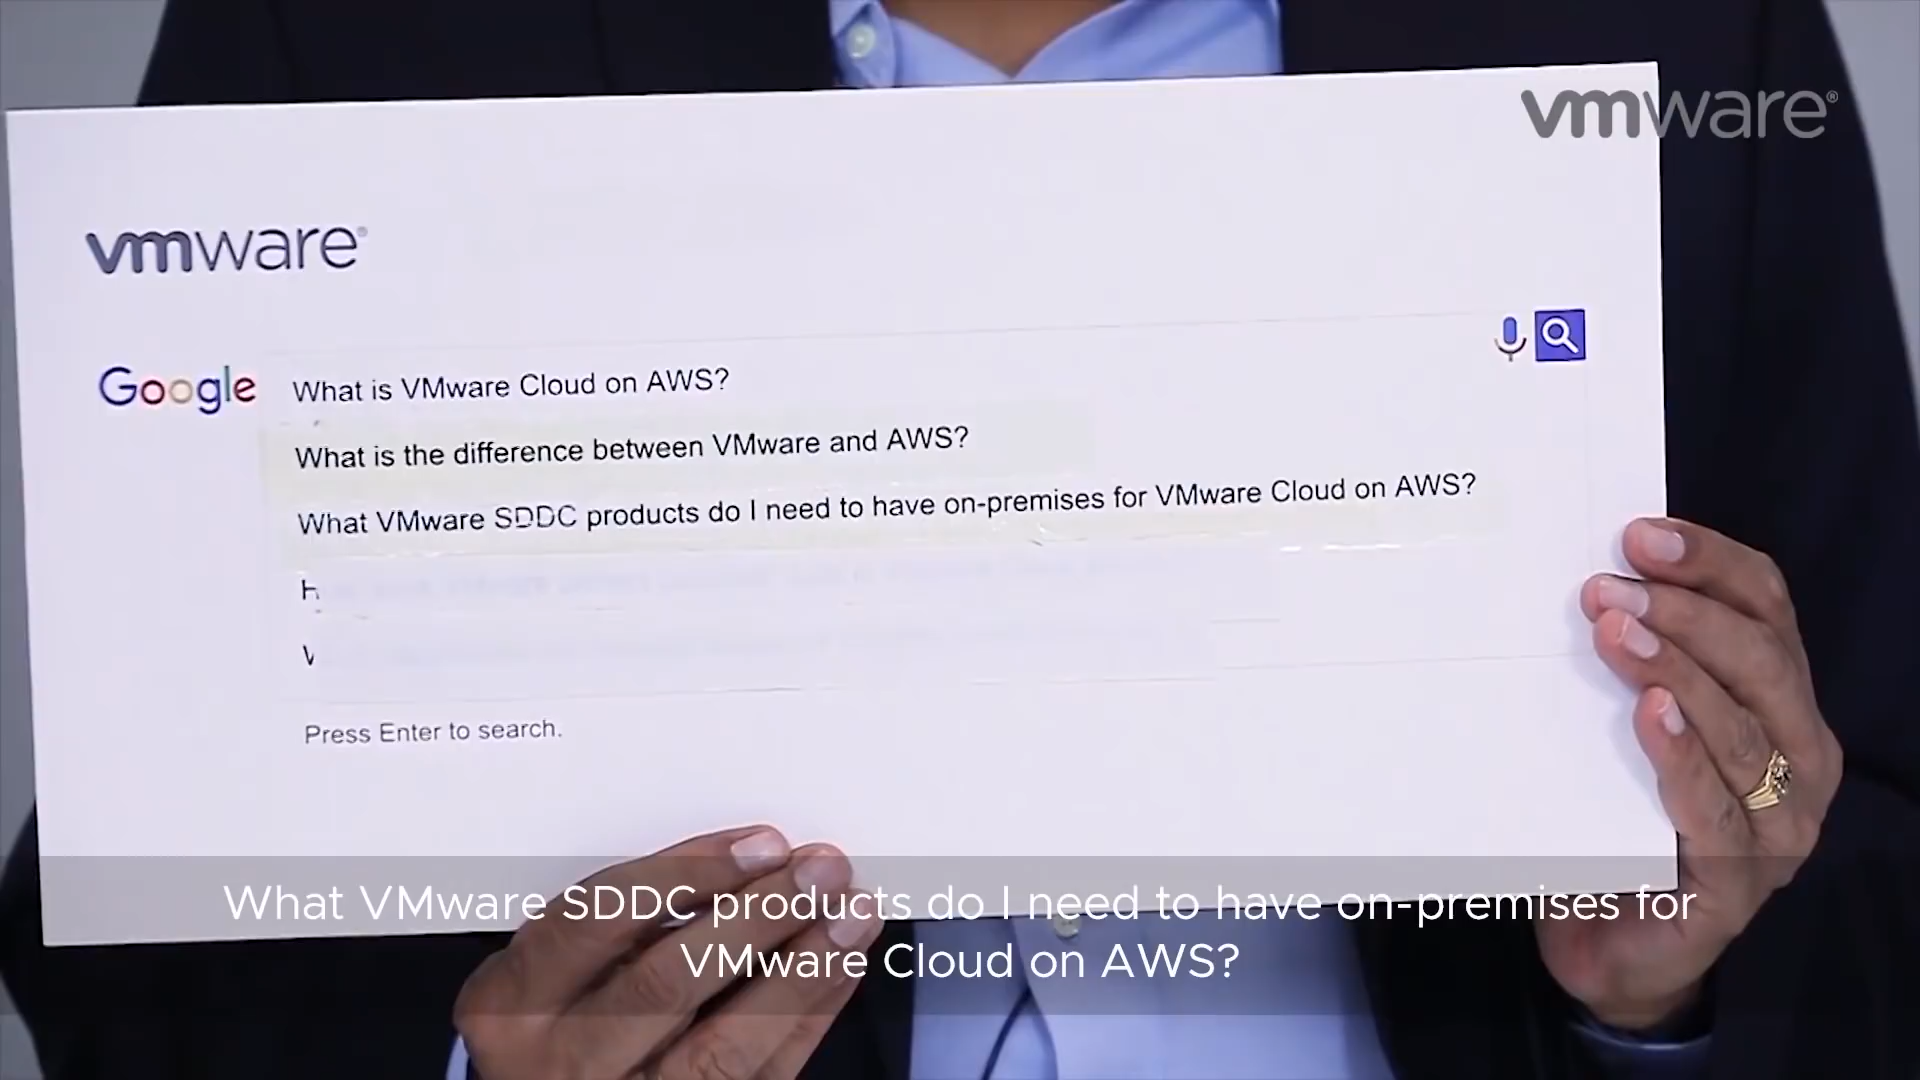 vmware®
vmware®
Google
What is VMware Cloud on AWS?
What is the difference between VMware and AWS?
What VMware SDDC products do I need to have on-premises for VMware Cloud on AWS?
Press Enter to search.
What VMware SDDC products do I need to have on-premises for
VMware Cloud on AWS?